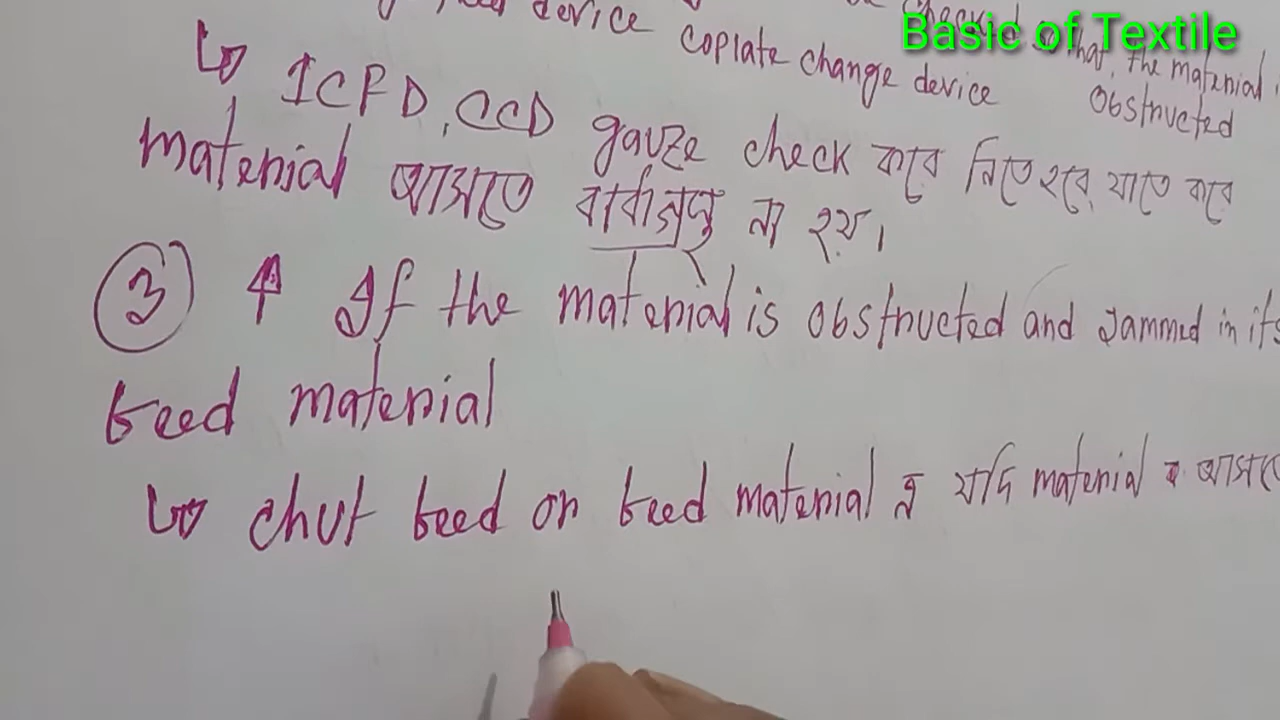 Basic of Textile
device coplate change device that, the material
Obstructed
↳ ICFD, CCD gauze check করে নিতে হবে যাতে করে
material আসতে বাধাগ্রস্ত না হয়।
3 If the material is obstructed and jammed in its
feed material
↳ chut feed or feed material এ যদি material আসতে